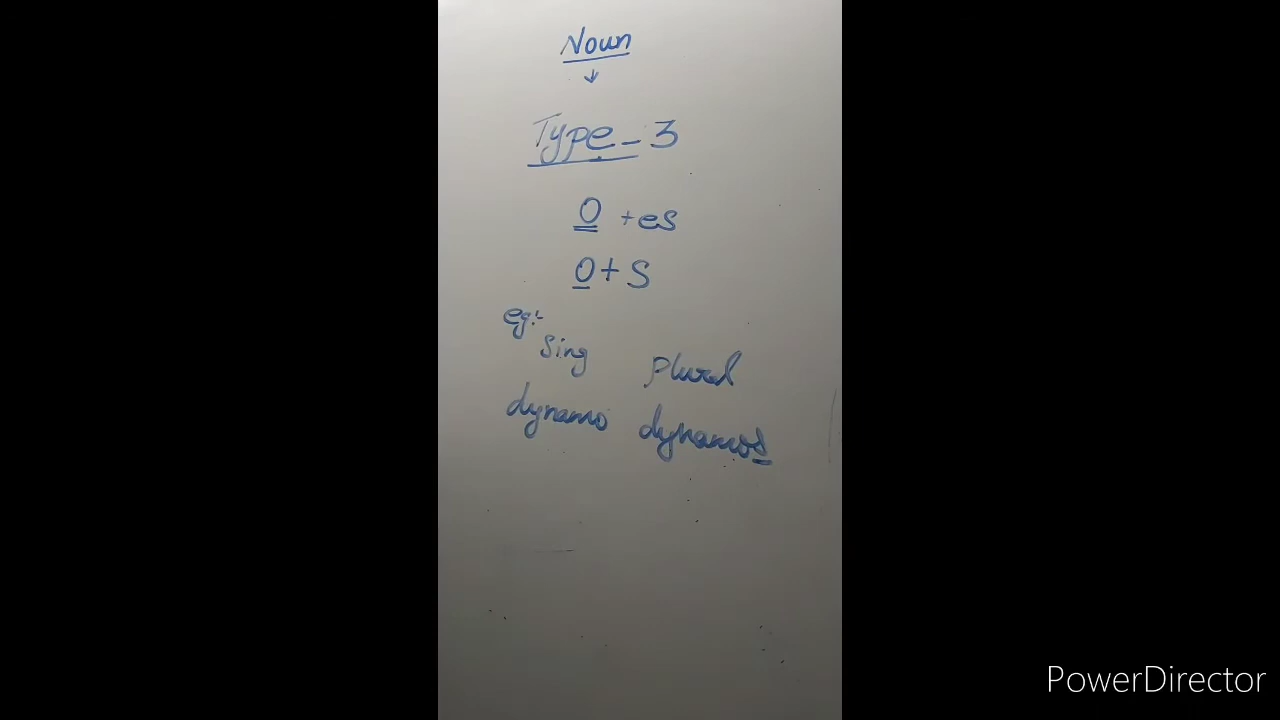 Noun
↓
Type-3
O +es
O+ S
eg:-
Sing Plural
dynamo dynamos
PowerDirector